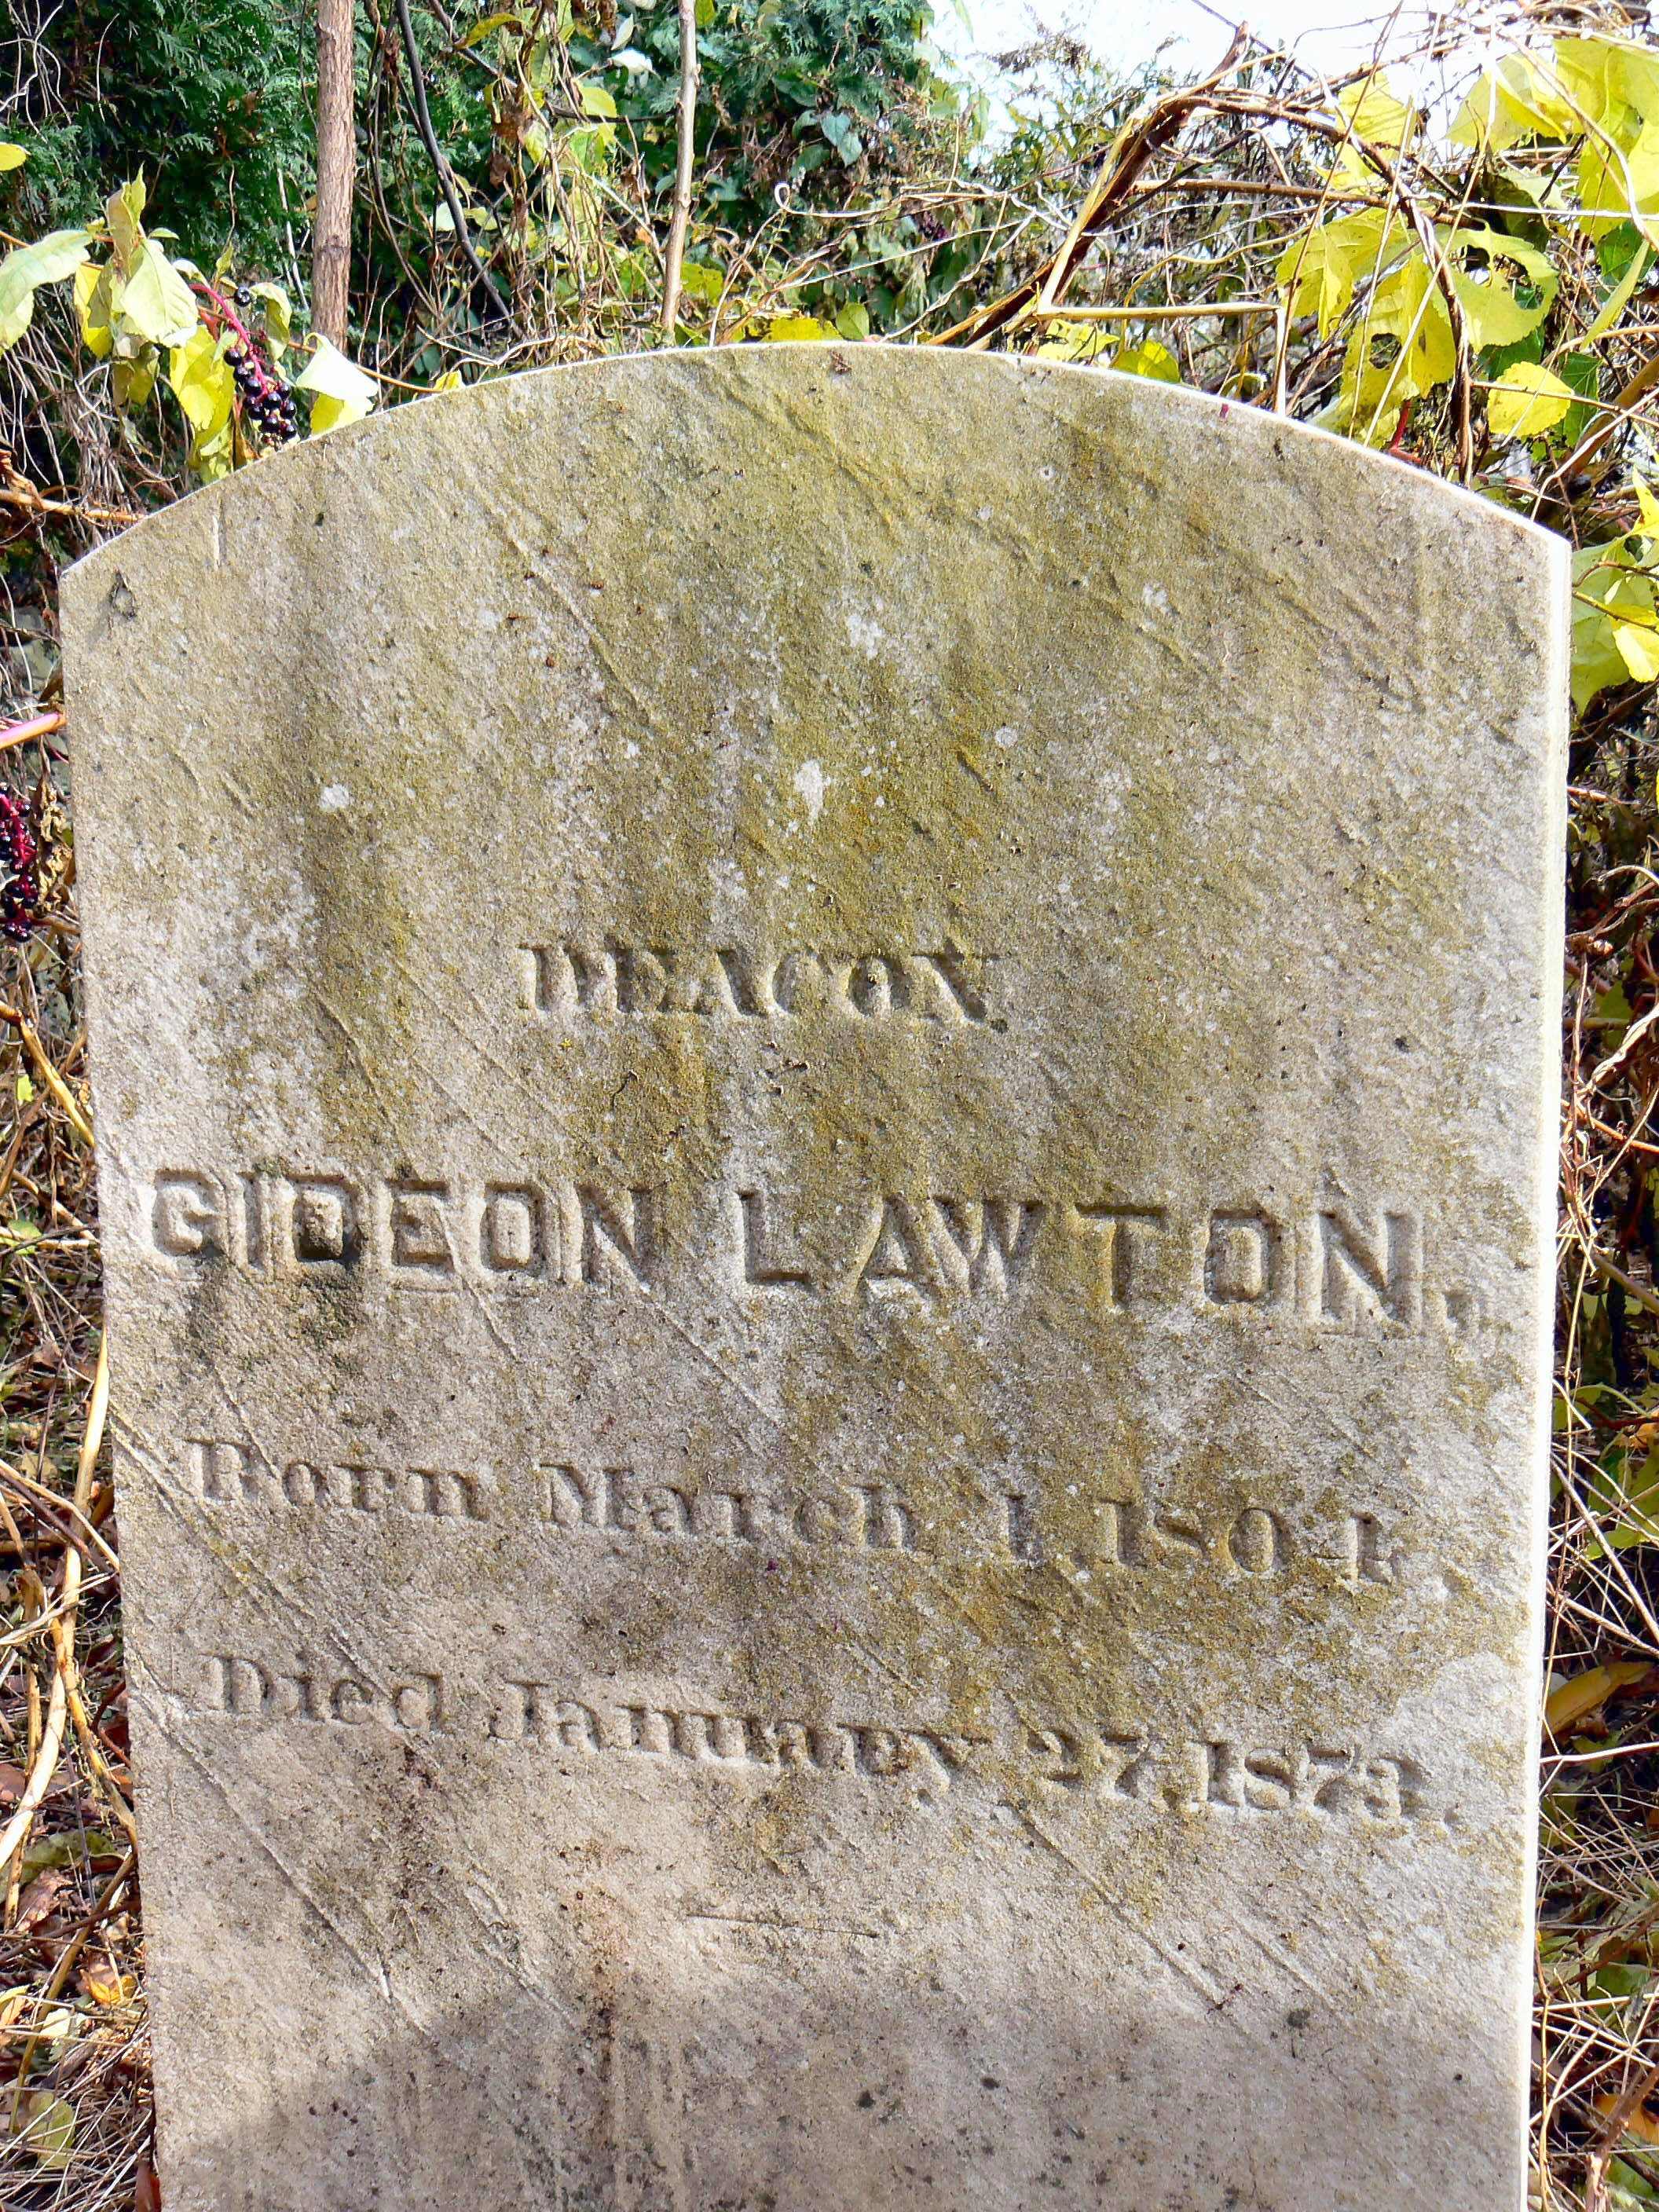 DEACON
GIDEON LAWTON,
Born March 1, 1804.
Died January 27, 1873.